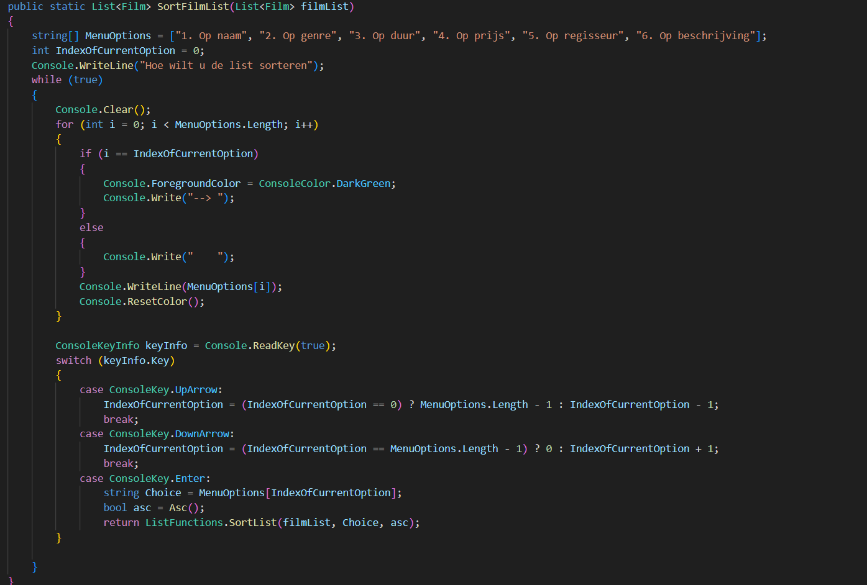 public static List<Film> SortFilmList(List<Film> filmList)
{
    string[] MenuOptions = ["1. Op naam", "2. Op genre", "3. Op duur", "4. Op prijs", "5. Op regisseur", "6. Op beschrijving"];
    int IndexOfCurrentOption = 0;
    Console.WriteLine("Hoe wilt u de list sorteren");
    while (true)
    {
        Console.Clear();
        for (int i = 0; i < MenuOptions.Length; i++)
        {
            if (i == IndexOfCurrentOption)
            {
                Console.ForegroundColor = ConsoleColor.DarkGreen;
                Console.Write("--> ");
            }
            else
            {
                Console.Write("    ");
            }
            Console.WriteLine(MenuOptions[i]);
            Console.ResetColor();
        }

        ConsoleKeyInfo keyInfo = Console.ReadKey(true);
        switch (keyInfo.Key)
        {
            case ConsoleKey.UpArrow:
                IndexOfCurrentOption = (IndexOfCurrentOption == 0) ? MenuOptions.Length - 1 : IndexOfCurrentOption - 1;
                break;
            case ConsoleKey.DownArrow:
                IndexOfCurrentOption = (IndexOfCurrentOption == MenuOptions.Length - 1) ? 0 : IndexOfCurrentOption + 1;
                break;
            case ConsoleKey.Enter:
                string Choice = MenuOptions[IndexOfCurrentOption];
                bool asc = Asc();
                return ListFunctions.SortList(filmList, Choice, asc);
        }

    }
}